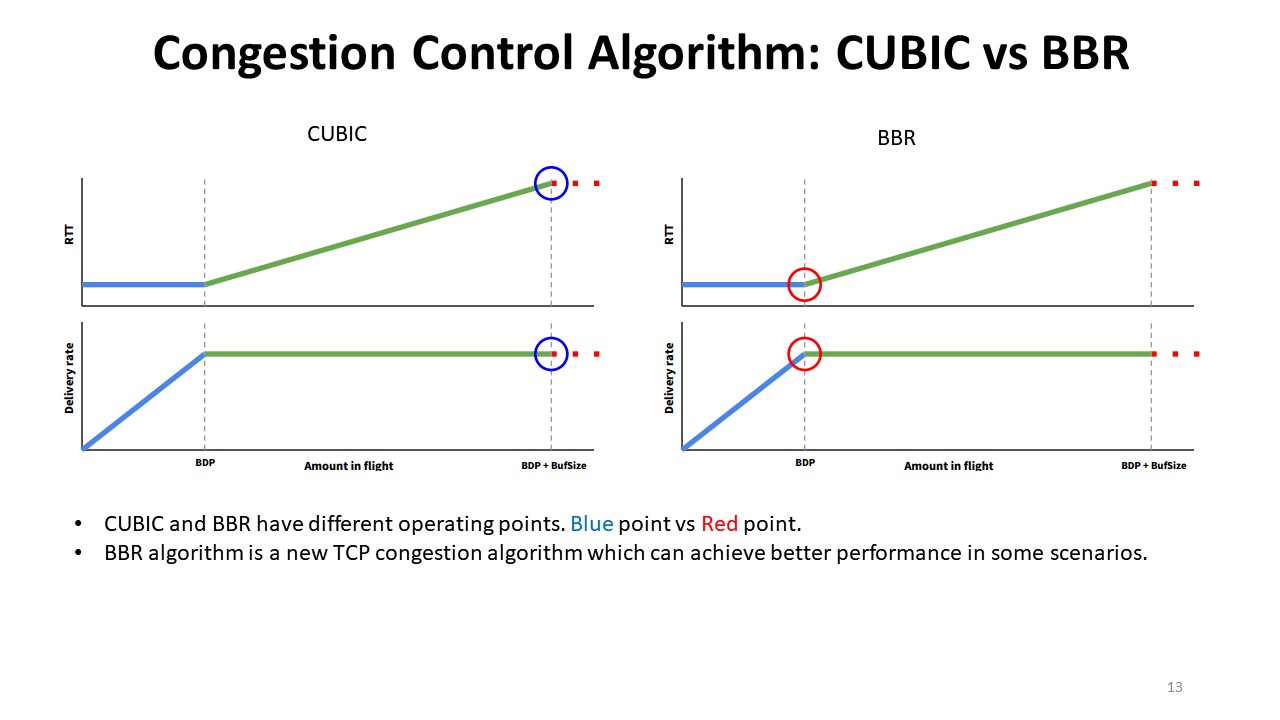 Congestion Control Algorithm: CUBIC vs BBR
CUBIC
RTT
Delivery rate
BDP
Amount in flight
BDP + BufSize
BBR
RTT
Delivery rate
BDP
Amount in flight
BDP + BufSize
• CUBIC and BBR have different operating points. Blue point vs Red point.
• BBR algorithm is a new TCP congestion algorithm which can achieve better performance in some scenarios.
13